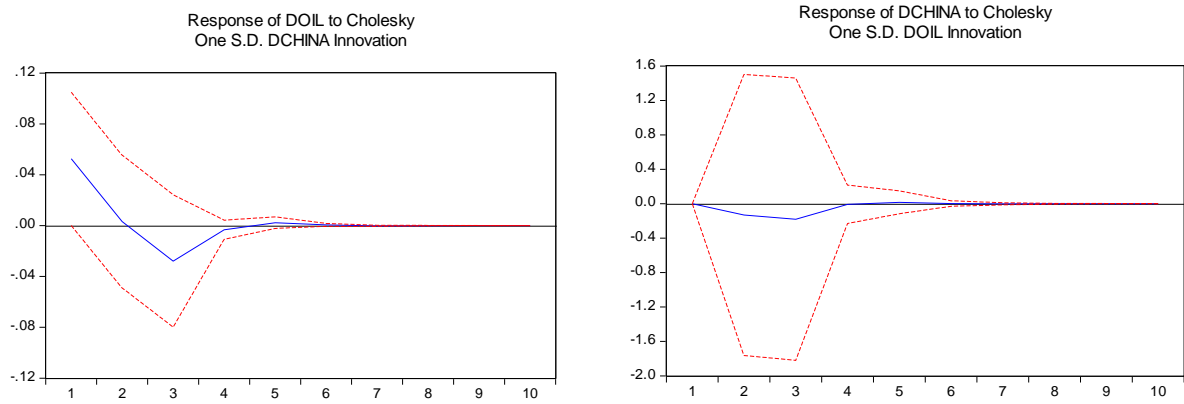 Response of DOIL to Cholesky
One S.D. DCHINA Innovation
.12
.08
.04
.00
-.04
-.08
-.12
1 2 3 4 5 6 7 8 9 10
Response of DCHINA to Cholesky
One S.D. DOIL Innovation
1.6
1.2
0.8
0.4
0.0
-0.4
-0.8
-1.2
-1.6
-2.0
1 2 3 4 5 6 7 8 9 10